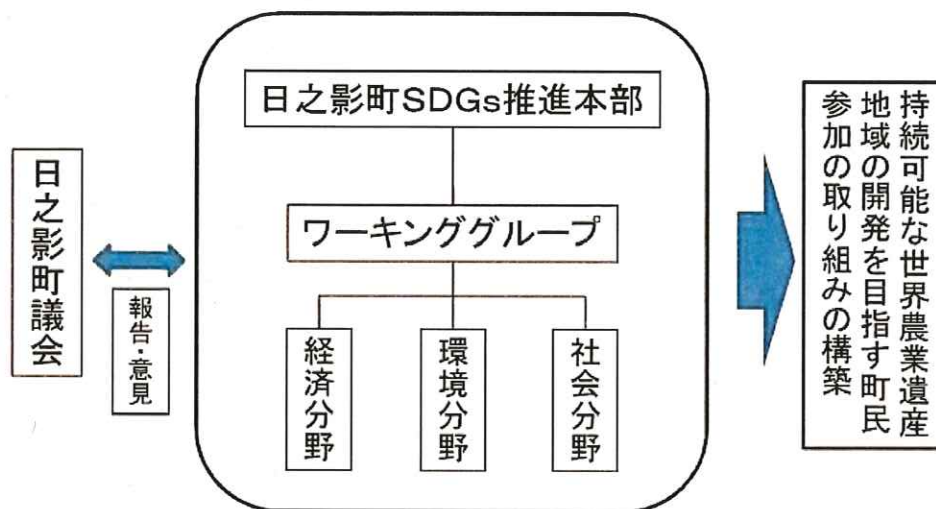 日之影町SDGs推進本部
ワーキンググループ
経済分野
環境分野
社会分野
日之影町議会
報告・意見
持続可能な世界農業遺産
地域の開発を目指す町民
参加の取り組みの構築